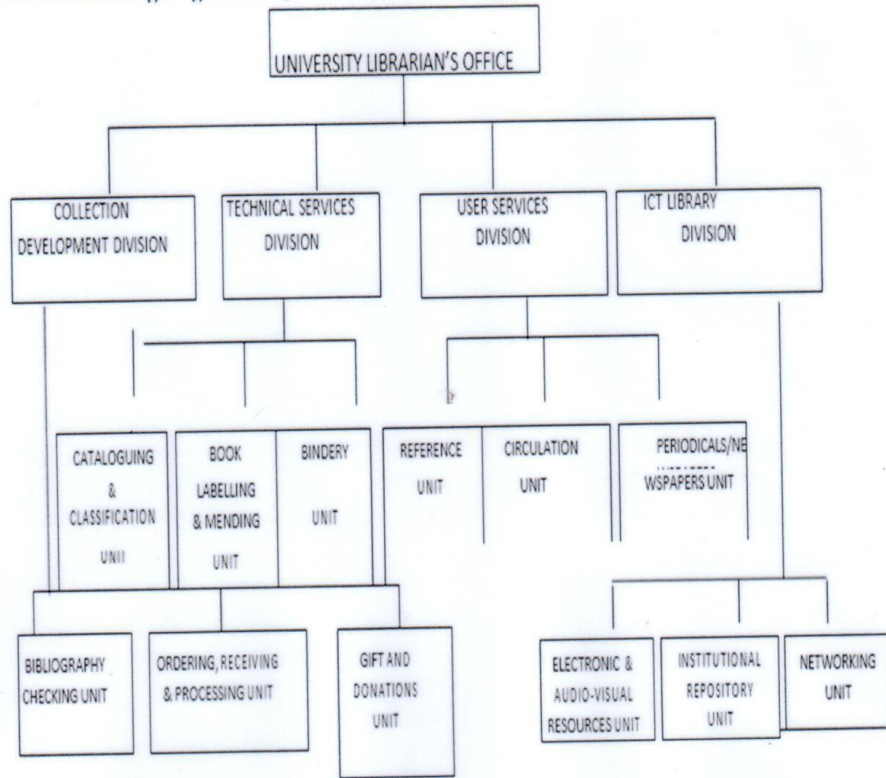 UNIVERSITY LIBRARIAN'S OFFICE
COLLECTION
DEVELOPMENT DIVISION
TECHNICAL SERVICES
DIVISION
USER SERVICES
DIVISION
ICT LIBRARY
DIVISION
CATALOGUING
&
CLASSIFICATION
UNIT
BOOK
LABELLING
& MENDING
UNIT
BINDERY
UNIT
REFERENCE
UNIT
CIRCULATION
UNIT
PERIODICALS/NE
WSPAPERS UNIT
BIBLIOGRAPHY
CHECKING UNIT
ORDERING, RECEIVING
& PROCESSING UNIT
GIFT AND
DONATIONS
UNIT
ELECTRONIC &
AUDIO-VISUAL
RESOURCES UNIT
INSTITUTIONAL
REPOSITORY
UNIT
NETWORKING
UNIT